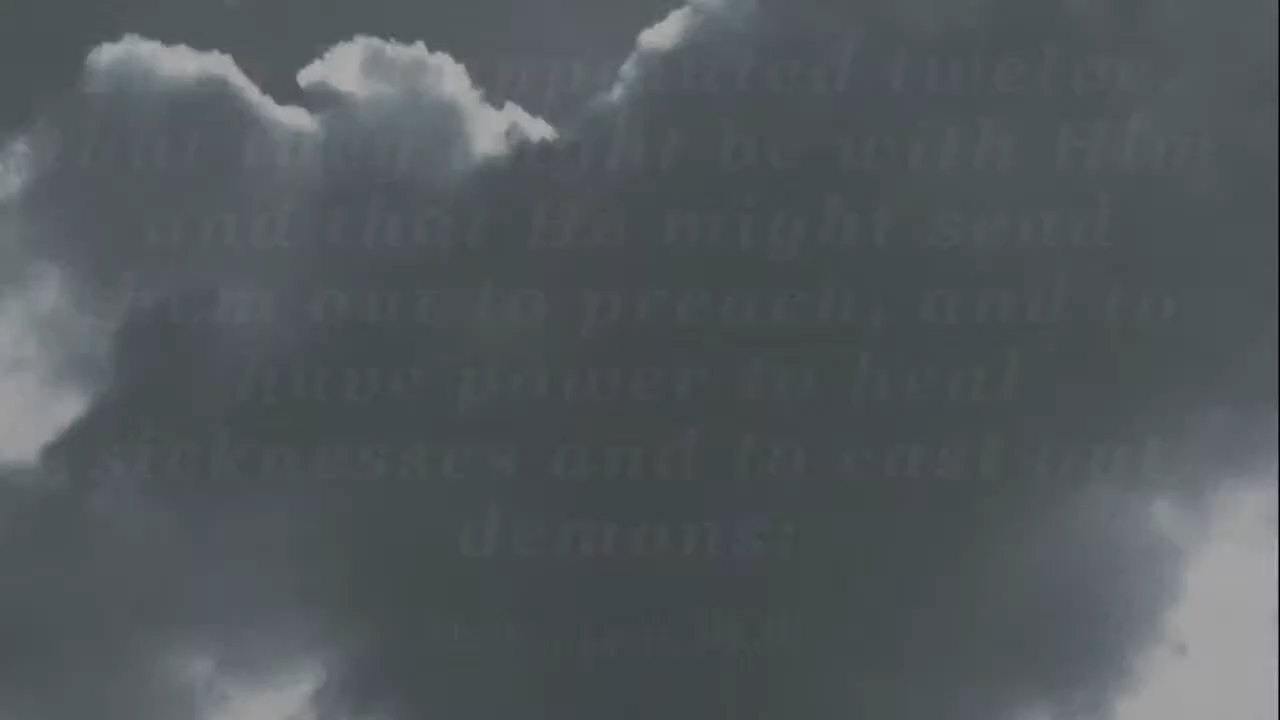 appointed twelve,
that they might be with Him
and that He might send
them out to preach, and to
have power to heal
sicknesses and to cast out
demons: